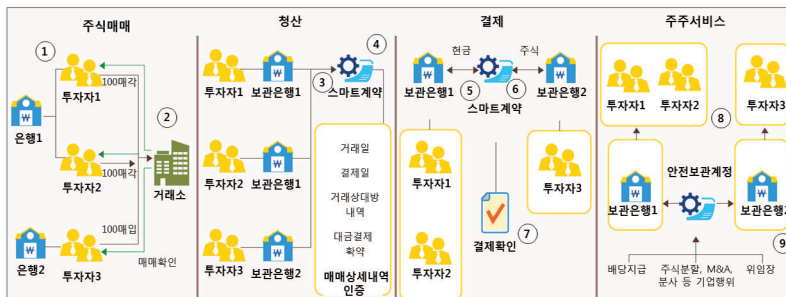 주식매매
청산
결제
주주서비스
①
투자자1
100매각
은행1
②
투자자2
100매각
거래소
100매입
은행2
투자자3
매매확인
투자자1
보관은행1
③
④
스마트계약
투자자2
보관은행1
투자자3
보관은행2
거래일
결제일
거래상대방
내역
대금결제
확약
매매상세내역
인증
현금
주식
보관은행1
⑤
⑥
스마트계약
보관은행2
투자자1
투자자2
투자자3
결제확인
⑦
투자자1
투자자2
투자자3
⑧
안전보관계정
보관은행1
보관은행2
⑨
배당지급
주식분할, M&A,
분사 등 기업행위
위임장